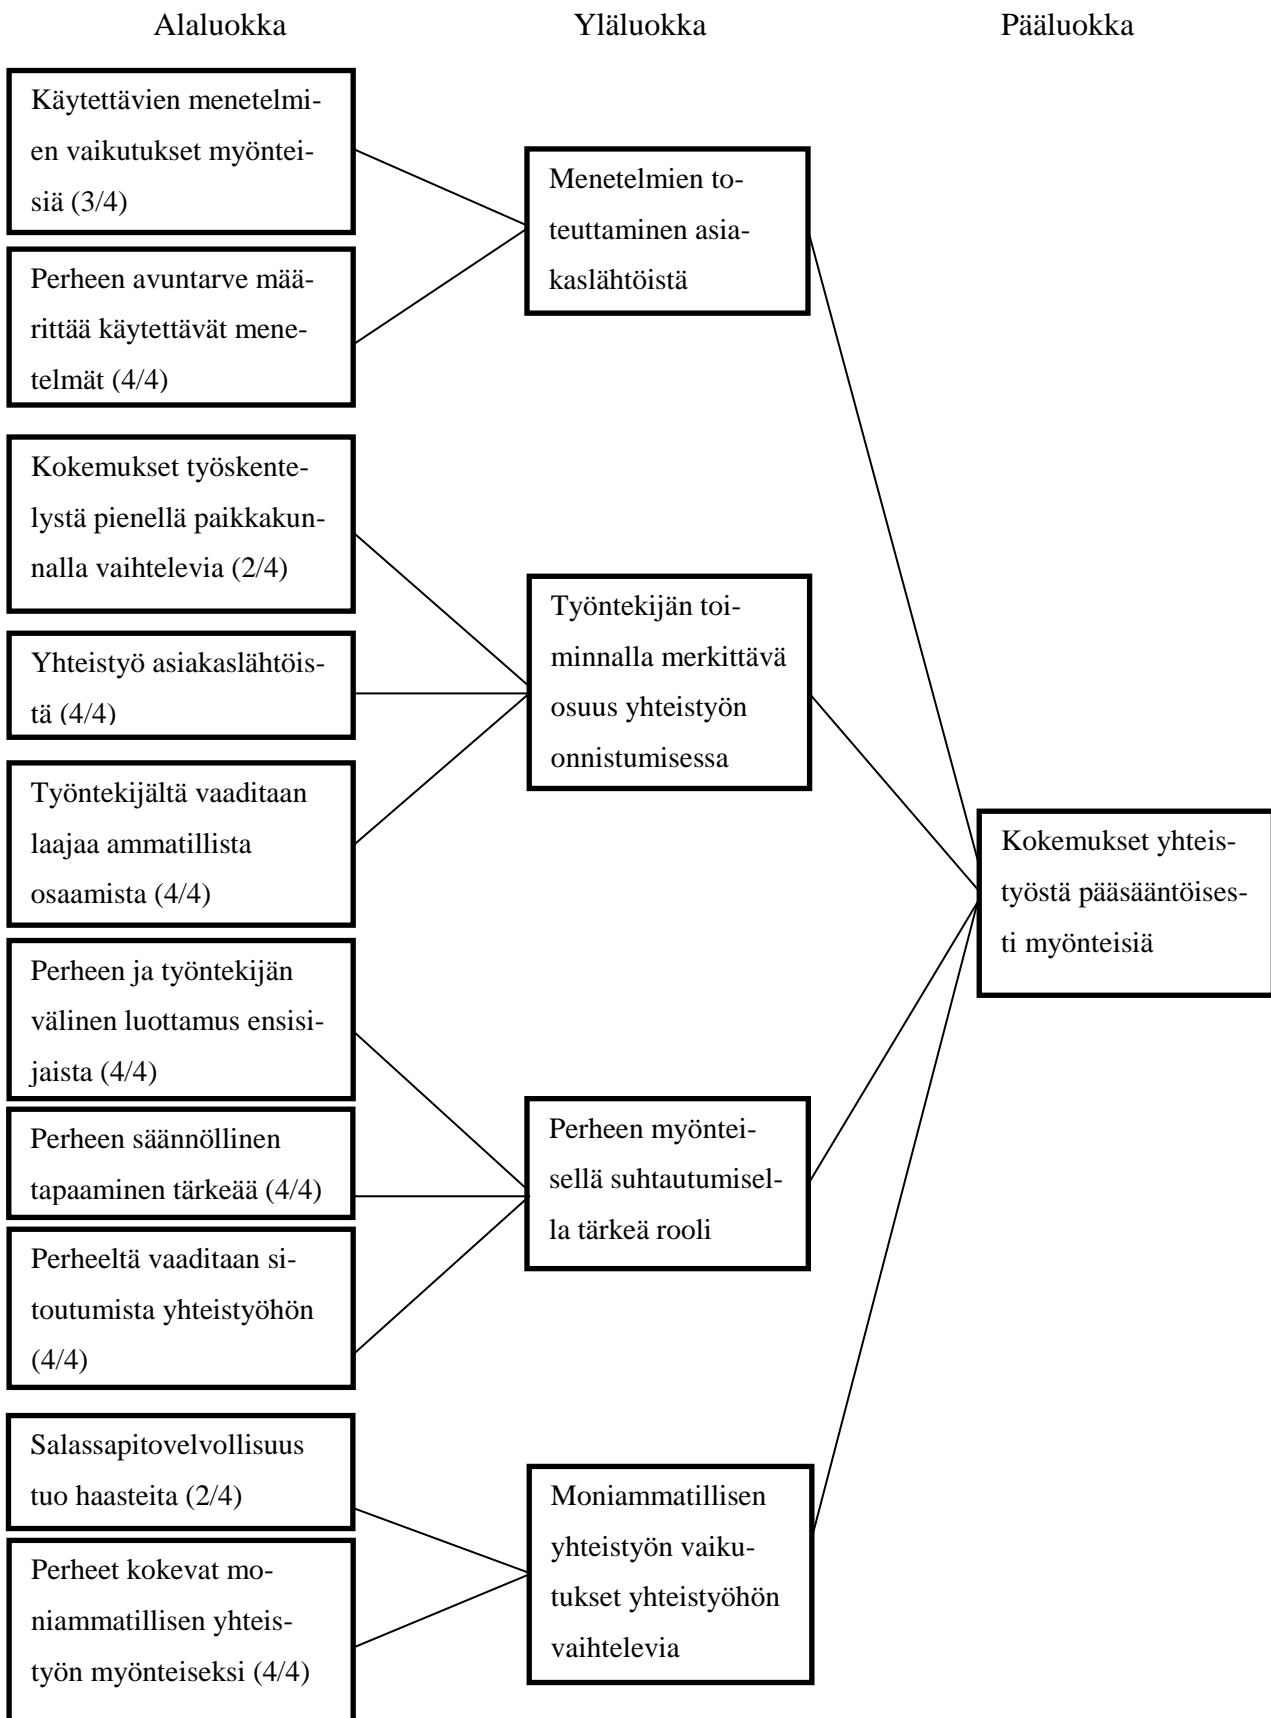 Alaluokka
Yläluokka
Pääluokka
Käytettävien menetelmi-
en vaikutukset myöntei-
siä (3/4)
Perheen avuntarve mää-
rittää käytettävät mene-
telmät (4/4)
Kokemukset työskente-
lystä pienellä paikkakun-
nalla vaihtelevia (2/4)
Yhteistyö asiakaslähtöis-
tä (4/4)
Työntekijältä vaaditaan
laajaa ammatillista
osaamista (4/4)
Perheen ja työntekijän
välinen luottamus ensisi-
jaista (4/4)
Perheen säännöllinen
tapaaminen tärkeää (4/4)
Perheeltä vaaditaan si-
toutumista yhteistyöhön
(4/4)
Salassapitovelvollisuus
tuo haasteita (2/4)
Perheet kokevat mo-
niammatillisen yhteis-
työn myönteiseksi (4/4)
Menetelmien to-
teuttaminen asia-
kaslähtöistä
Työntekijän toi-
minnalla merkittävä
osuus yhteistyön
onnistumisessa
Perheen myöntei-
sellä suhtautumisel-
la tärkeä rooli
Moniammatillisen
yhteistyön vaiku-
tukset yhteistyöhön
vaihtelevia
Kokemukset yhteis-
työstä pääsääntöises-
ti myönteisiä